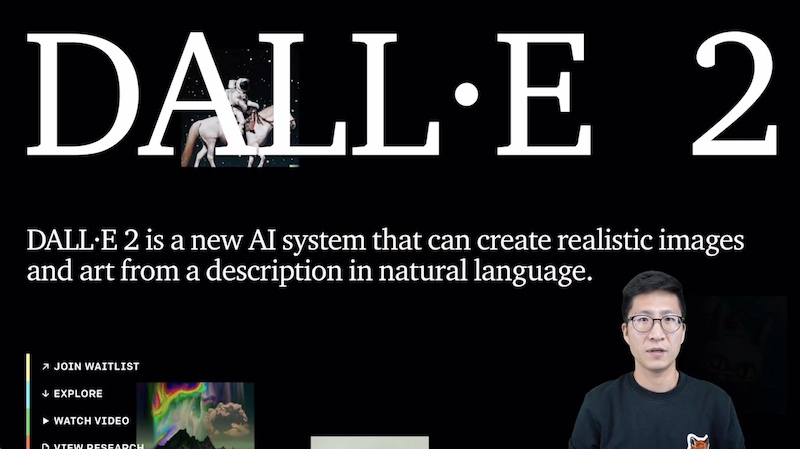 DALL·E 2
DALL·E 2 is a new AI system that can create realistic images
and art from a description in natural language.
↗ JOIN WAITLIST
↓ EXPLORE
▶ WATCH VIDEO
VIEW RESEARCH